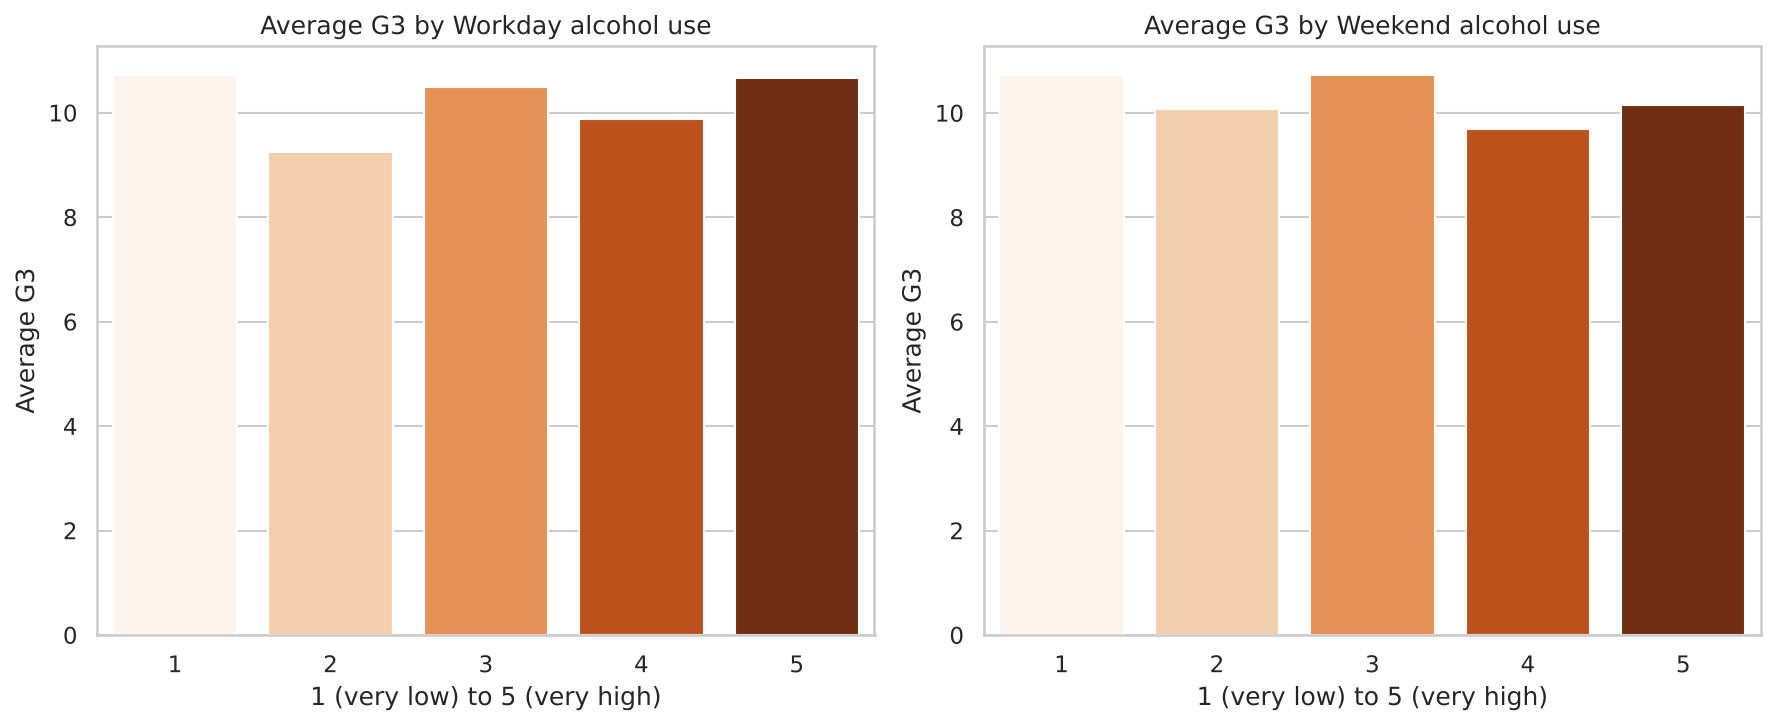 Average G3 by Workday alcohol use
Average G3
10
8
6
4
2
0
1 2 3 4 5
1 (very low) to 5 (very high)
Average G3 by Weekend alcohol use
Average G3
10
8
6
4
2
0
1 2 3 4 5
1 (very low) to 5 (very high)